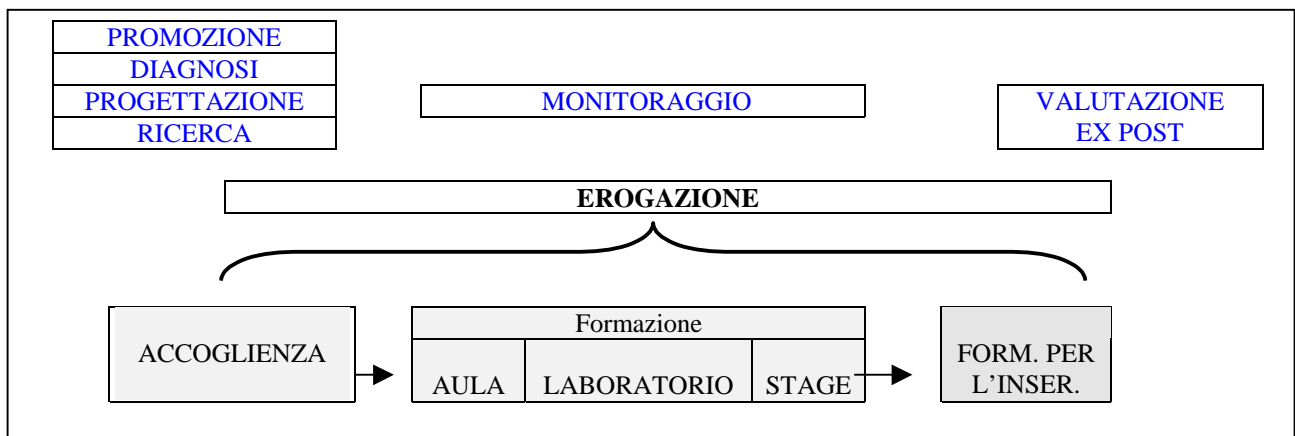 PROMOZIONE
DIAGNOSI
PROGETTAZIONE
RICERCA
MONITORAGGIO
VALUTAZIONE
EX POST
EROGAZIONE
ACCOGLIENZA
Formazione
AULA
LABORATORIO
STAGE
FORM. PER
L'INSER.